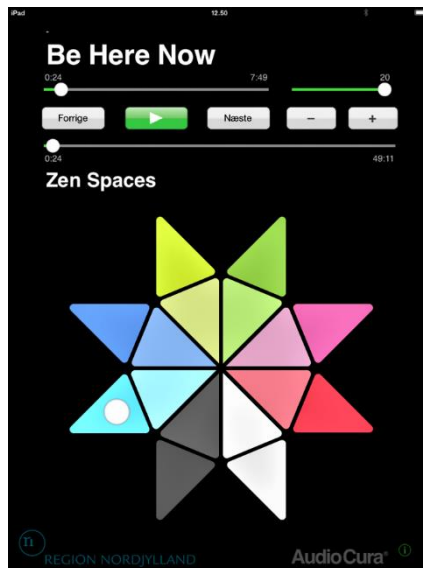 iPad 12.50
Be Here Now
0:24 7:49 20
Forrige Næste − +
0:24 49:11
Zen Spaces
n
REGION NORDJYLLAND AudioCura® i